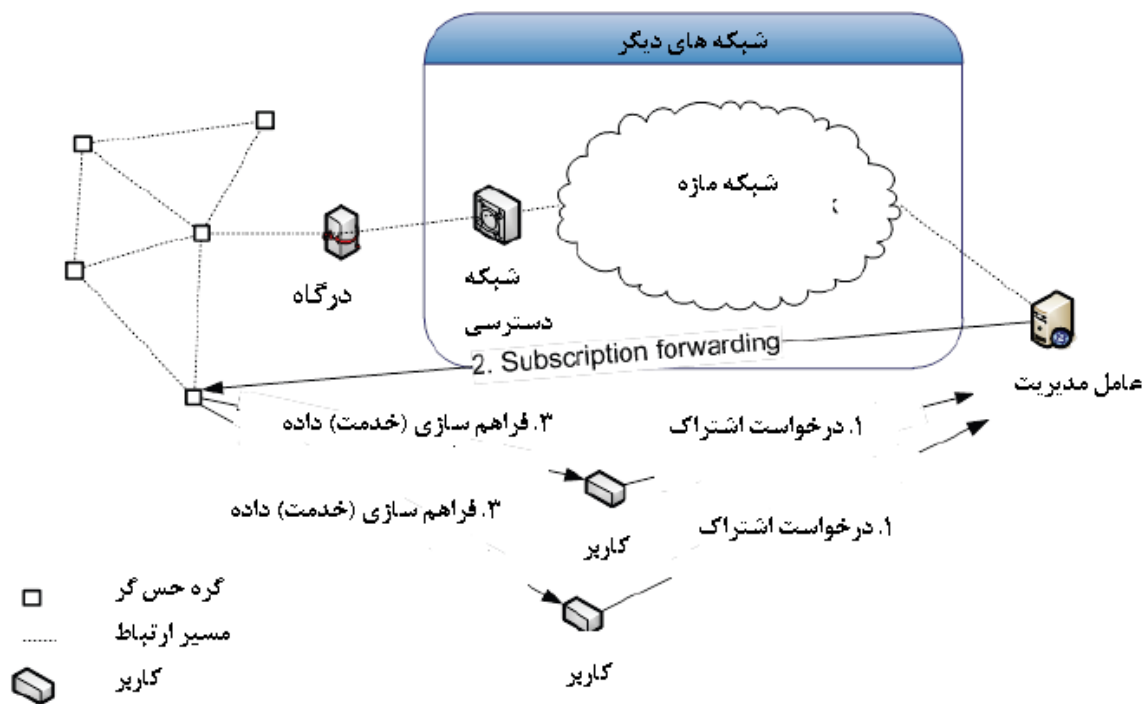 شبکه های دیگر
شبکه ماژه
درگاه
شبکه
دسترسی
2. Subscription forwarding
عامل مدیریت
۳. فراهم سازی (خدمت) داده
۱. درخواست اشتراک
۳. فراهم سازی (خدمت) داده
۱. درخواست اشتراک
کاربر
کاربر
گره حس گر
مسیر ارتباط
کاربر